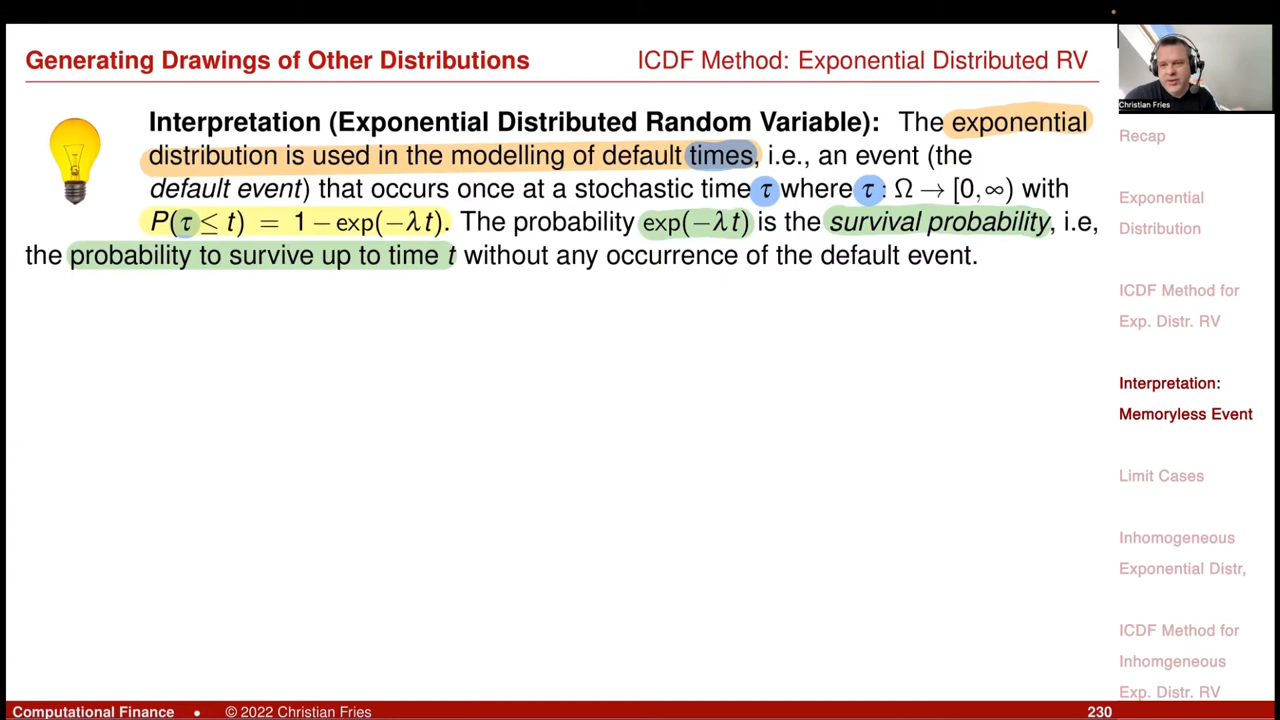 Generating Drawings of Other Distributions
ICDF Method: Exponential Distributed RV
Interpretation (Exponential Distributed Random Variable): The exponential
distribution is used in the modelling of default times, i.e., an event (the
default event) that occurs once at a stochastic time τ where τ : Ω → [0, ∞) with
P(τ ≤ t) = 1 − exp(−λ t). The probability exp(−λ t) is the survival probability, i.e,
the probability to survive up to time t without any occurrence of the default event.
Christian Fries
Recap
Exponential
Distribution
ICDF Method for
Exp. Distr. RV
Interpretation:
Memoryless Event
Limit Cases
Inhomogeneous
Exponential Distr,
ICDF Method for
Inhomgeneous
Exp. Distr. RV
Computational Finance • © 2022 Christian Fries
230